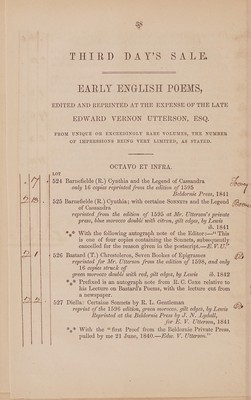 THIRD DAY'S SALE.
EARLY ENGLISH POEMS,
EDITED AND REPRINTED AT THE EXPENSE OF THE LATE
EDWARD VERNON UTTERSON, ESQ.
FROM UNIQUE OR EXCEEDINGLY RARE VOLUMES, THE NUMBER
OF IMPRESSIONS BEING VERY LIMITED, AS STATED.
OCTAVO ET INFRA.
LOT
524 Barnefielde (R.) Cynthia and the Legend of Cassandra
only 16 copies reprinted from the edition of 1595
Beldornie Press, 1841
525 Barnefielde (R.) Cynthia; with certaine Sonnets and the Legend
of Cassandra
reprinted from the edition of 1595 at Mr. Utterson's private
press, blue morocco double with citron, gilt edges, by Lewis
ib. 1841
*** With the following autograph note of the Editor:—"This
is one of four copies containing the Sonnets, subsequently
cancelled for the reason given in the postscript.—E. V. U."
526 Bastard (T.) Chrestoleros, Seven Bookes of Epigrames
reprinted for Mr. Utterson from the edition of 1598, and only
16 copies struck off
green morocco double with red, gilt edges, by Lewis ib. 1842
*** Prefixed is an autograph note from R. C. Coxe relative to
his Lecture on Bastard's Poems, with the lecture cut from
a newspaper.
527 Diella: Certaine Sonnets by R. L. Gentleman
reprint of the 1596 edition, green morocco, gilt edges, by Lewis
Reprinted at the Beldornie Press by J. N. Lydall,
for E. V. Utterson, 1841
*** With the "first Proof from the Beldornie Private Press,
pulled by me 21 June, 1840.—Edw. V. Utterson."